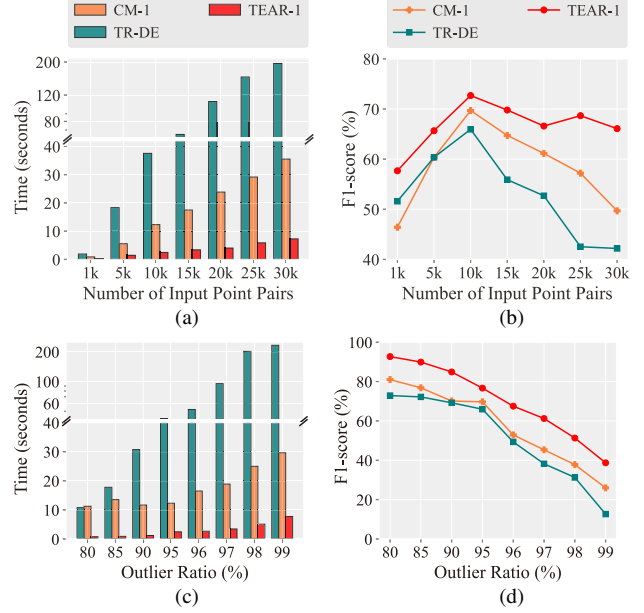 CM-1 TEAR-1
TR-DE
CM-1 TEAR-1
TR-DE
200
120
80
40
30
20
10
0
Time (seconds)
1k 5k 10k 15k 20k 25k 30k
Number of Input Point Pairs
(a)
80
70
60
50
40
F1-score (%)
1k 5k 10k 15k 20k 25k 30k
Number of Input Point Pairs
(b)
200
100
60
40
30
20
10
0
Time (seconds)
80 85 90 95 96 97 98 99
Outlier Ratio (%)
(c)
100
80
60
40
20
0
F1-score (%)
80 85 90 95 96 97 98 99
Outlier Ratio (%)
(d)